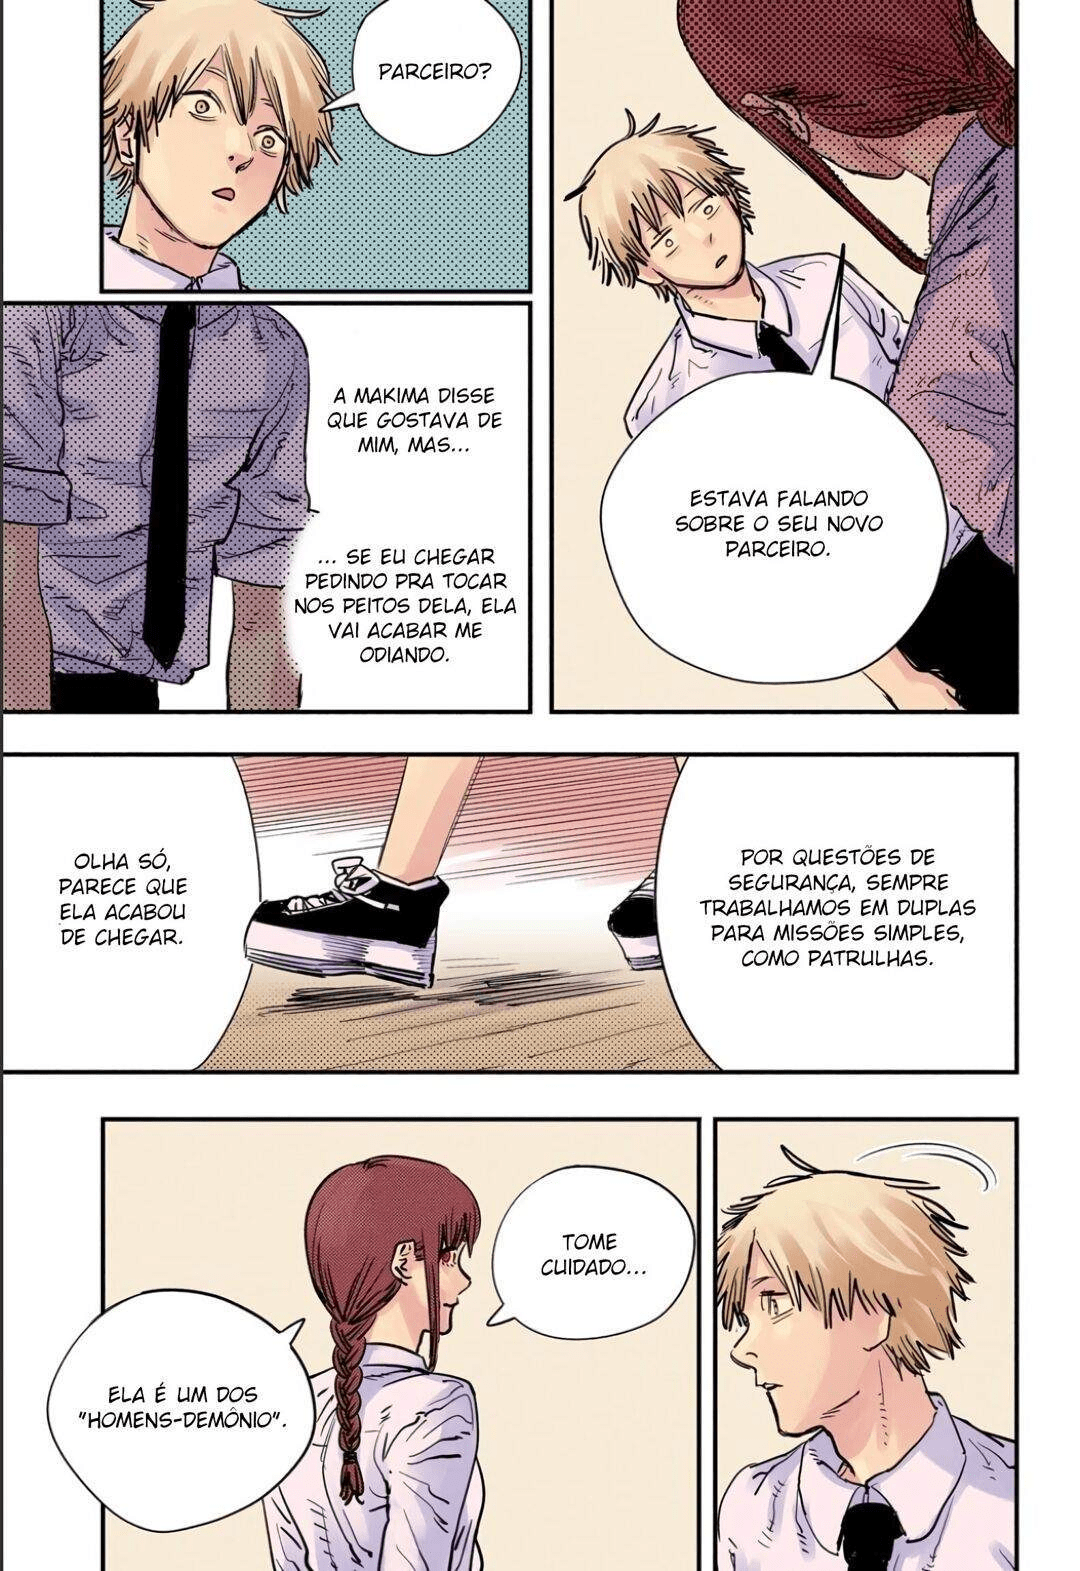 ESTAVA FALANDO
SOBRE O SEU NOVO
PARCEIRO.
PARCEIRO?
A MAKIMA DISSE
QUE GOSTAVA DE
MIM, MAS...
... SE EU CHEGAR
PEDINDO PRA TOCAR
NOS PEITOS DELA, ELA
VAI ACABAR ME
ODIANDO.
POR QUESTÕES DE
SEGURANÇA, SEMPRE
TRABALHAMOS EM DUPLAS
PARA MISSÕES SIMPLES,
COMO PATRULHAS.
OLHA SÓ,
PARECE QUE
ELA ACABOU
DE CHEGAR.
TOME
CUIDADO...
ELA É UM DOS
"HOMENS-DEMÔNIO".